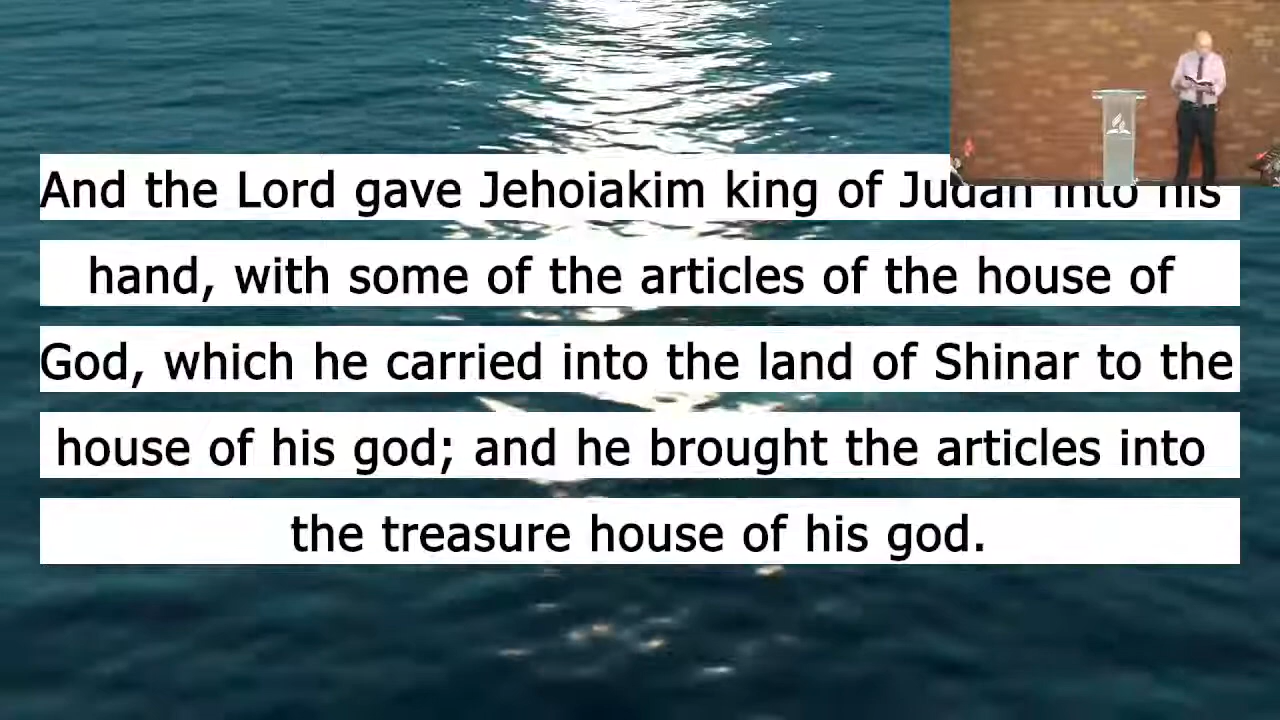 And the Lord gave Jehoiakim king of Judah into his
hand, with some of the articles of the house of
God, which he carried into the land of Shinar to the
house of his god; and he brought the articles into
the treasure house of his god.